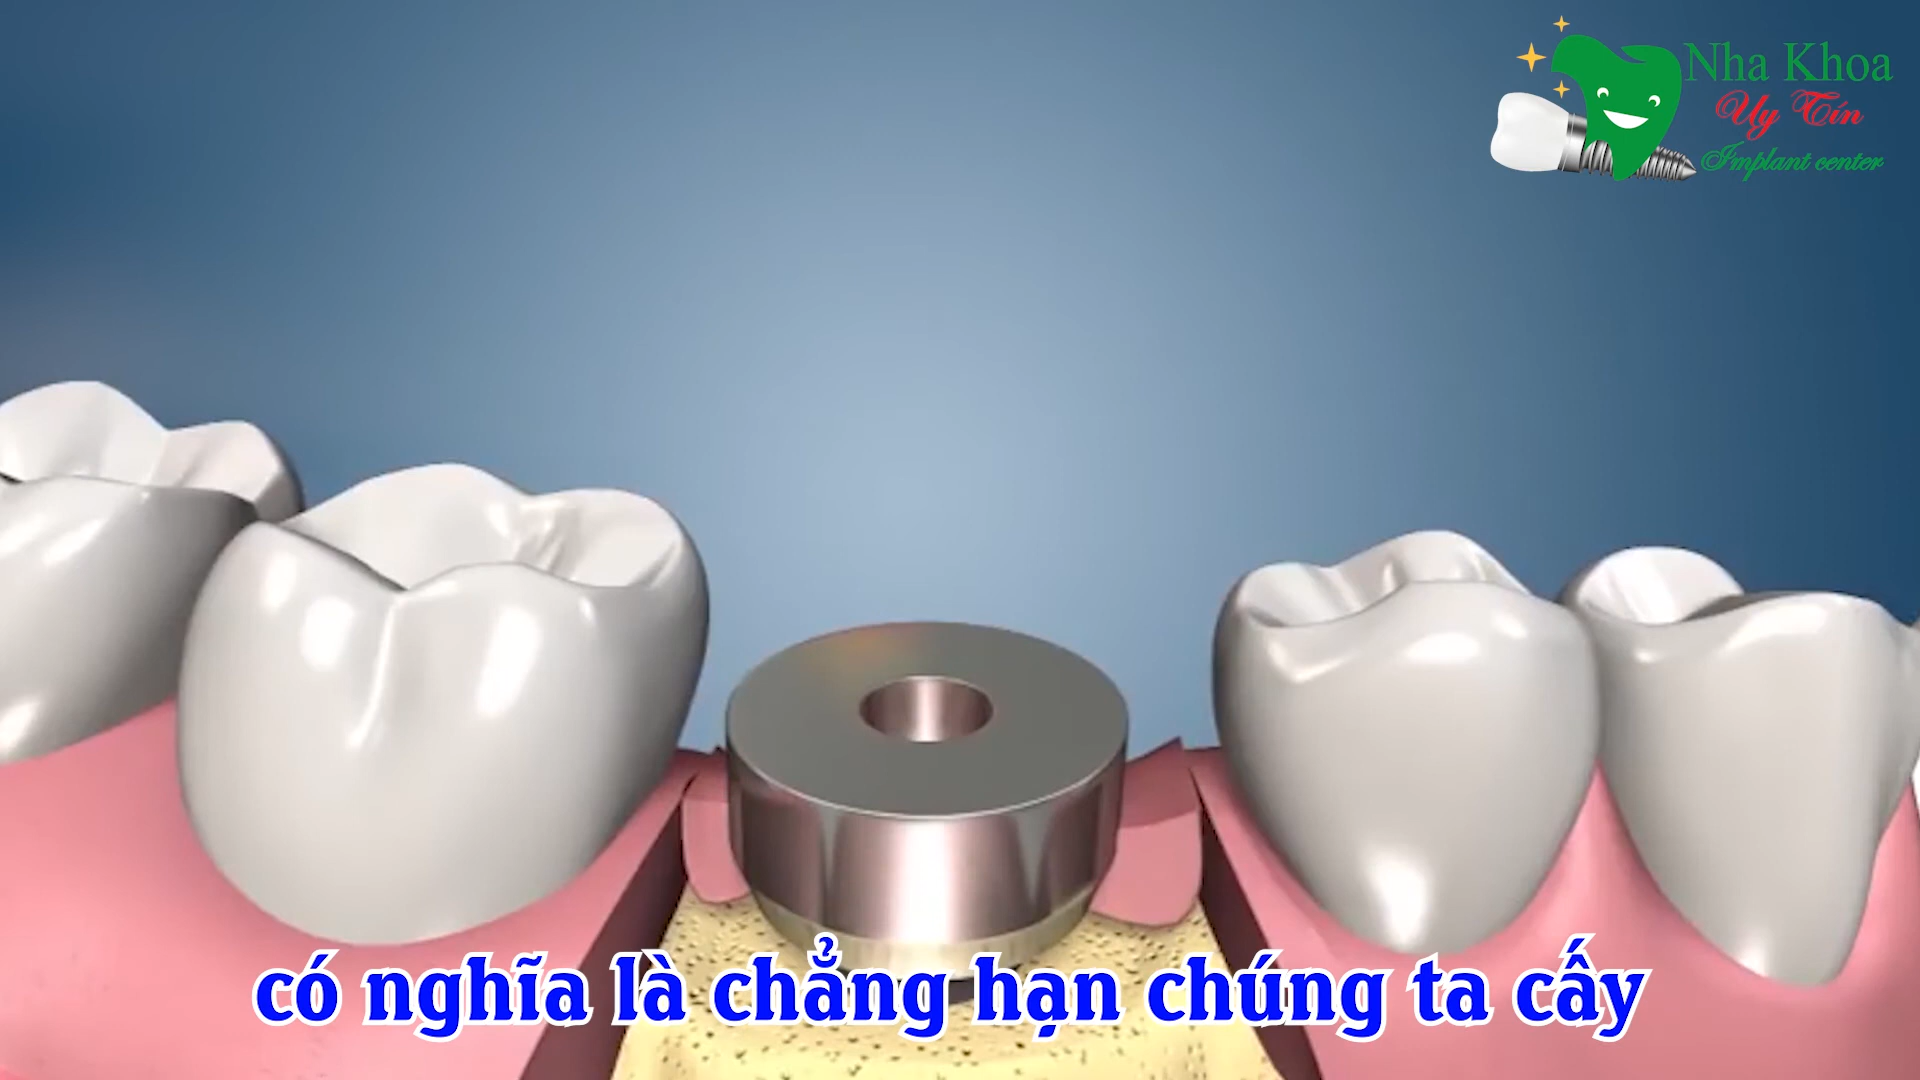 Nha Khoa
Uy Tín
Implant center
có nghĩa là chẳng hạn chúng ta cấy